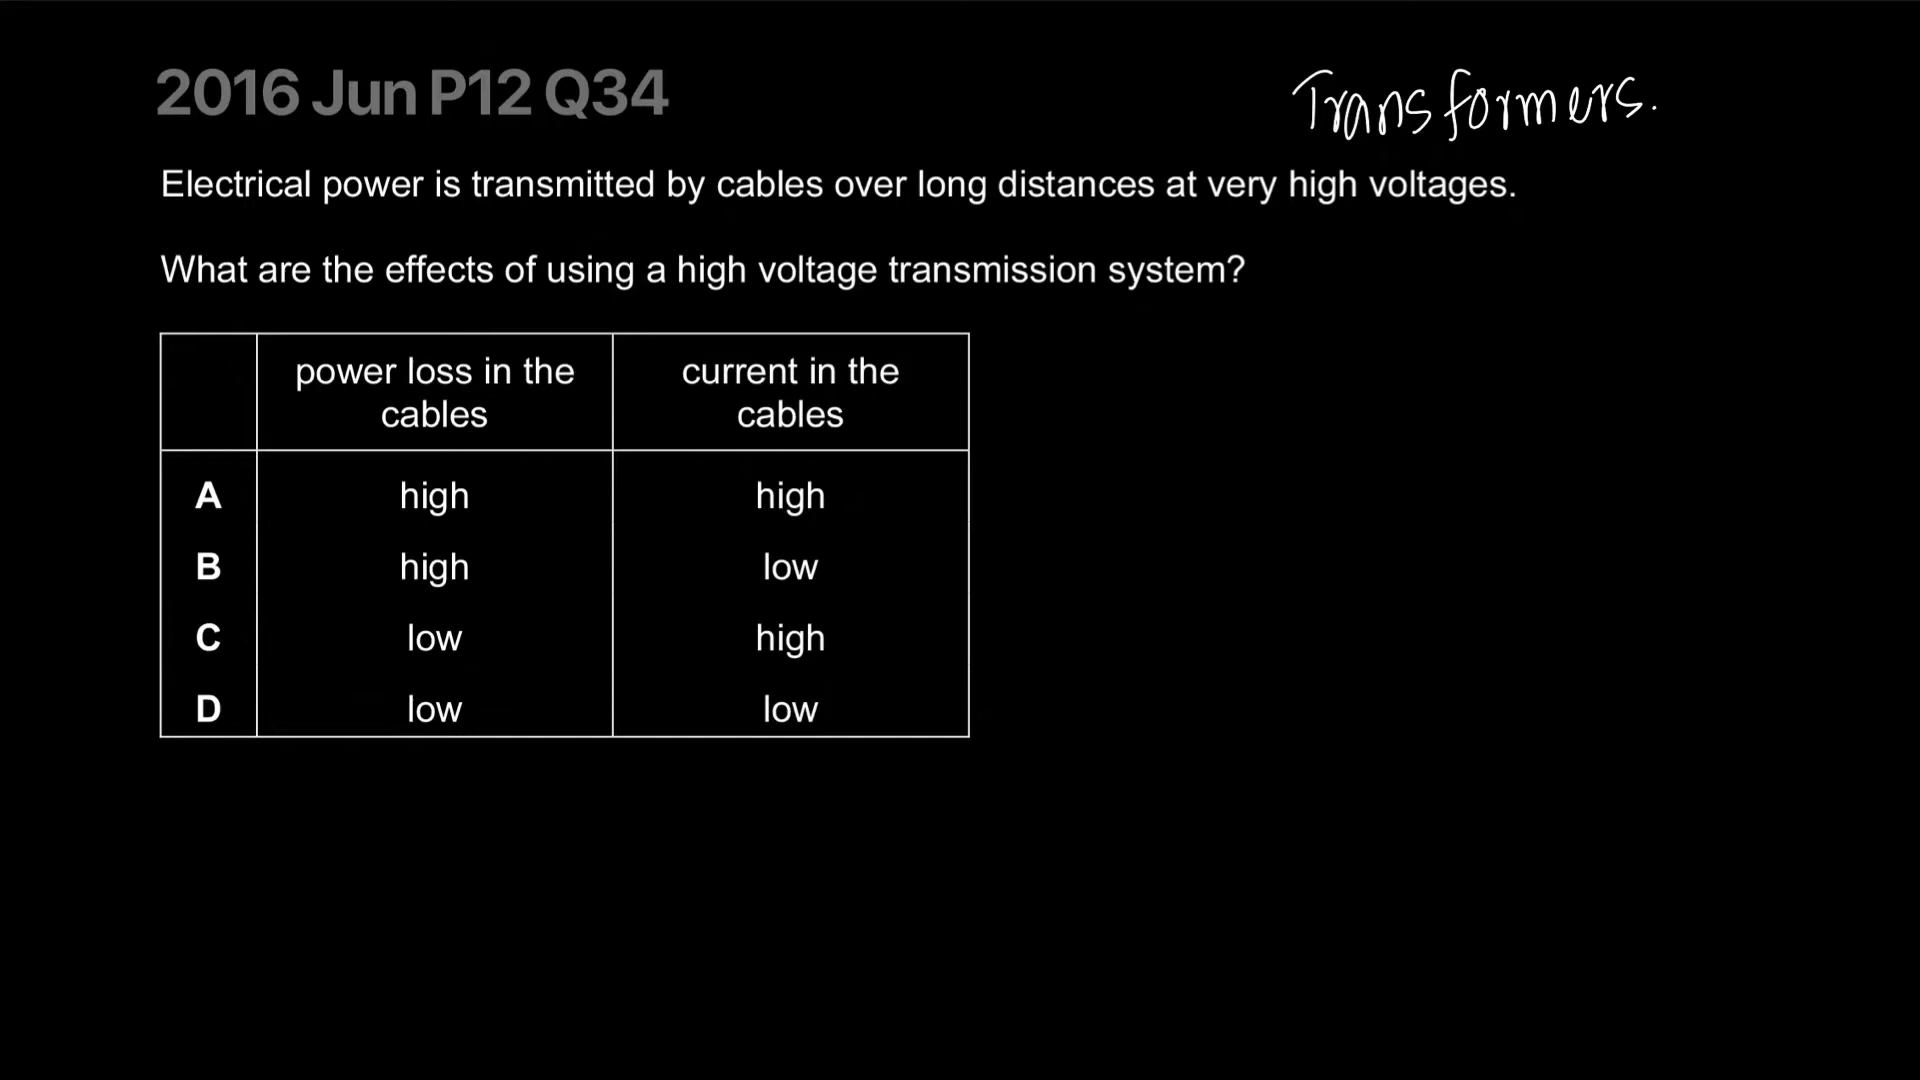 2016 Jun P12 Q34
Transformers.
Electrical power is transmitted by cables over long distances at very high voltages.
What are the effects of using a high voltage transmission system?
power loss in the cables
current in the cables
A high high
B high low
C low high
D low low